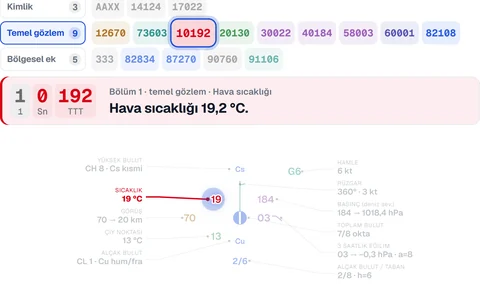 Kimlik 3 AAXX 14124 17022
Temel gözlem 9 12670 73603 10192 20130 30022 40184 58003 60001 82108
Bölgesel ek 5 333 82834 87270 90760 91106
1 0 192 Bölüm 1 · temel gözlem · Hava sıcaklığı
1 Sn TTT Hava sıcaklığı 19,2 °C.
YÜKSEK BULUT
CH 8 · Cs kısmi
SICAKLIK
19 °C
GÖRÜŞ
70 → 20 km
ÇİY NOKTASI
13 °C
ALÇAK BULUT
CL 1 · Cu hum/fra
Cs
G6
19
184
70
03
13
Cu
2/6
HAMLE
6 kt
RÜZGAR
360° · 3 kt
BASINÇ (deniz sev.)
184 → 1018,4 hPa
TOPLAM BULUT
7/8 okta
3 SAATLİK EĞİLİM
03 → −0,3 hPa · a=8
ALÇAK BULUT / TABAN
2/8 · h=6